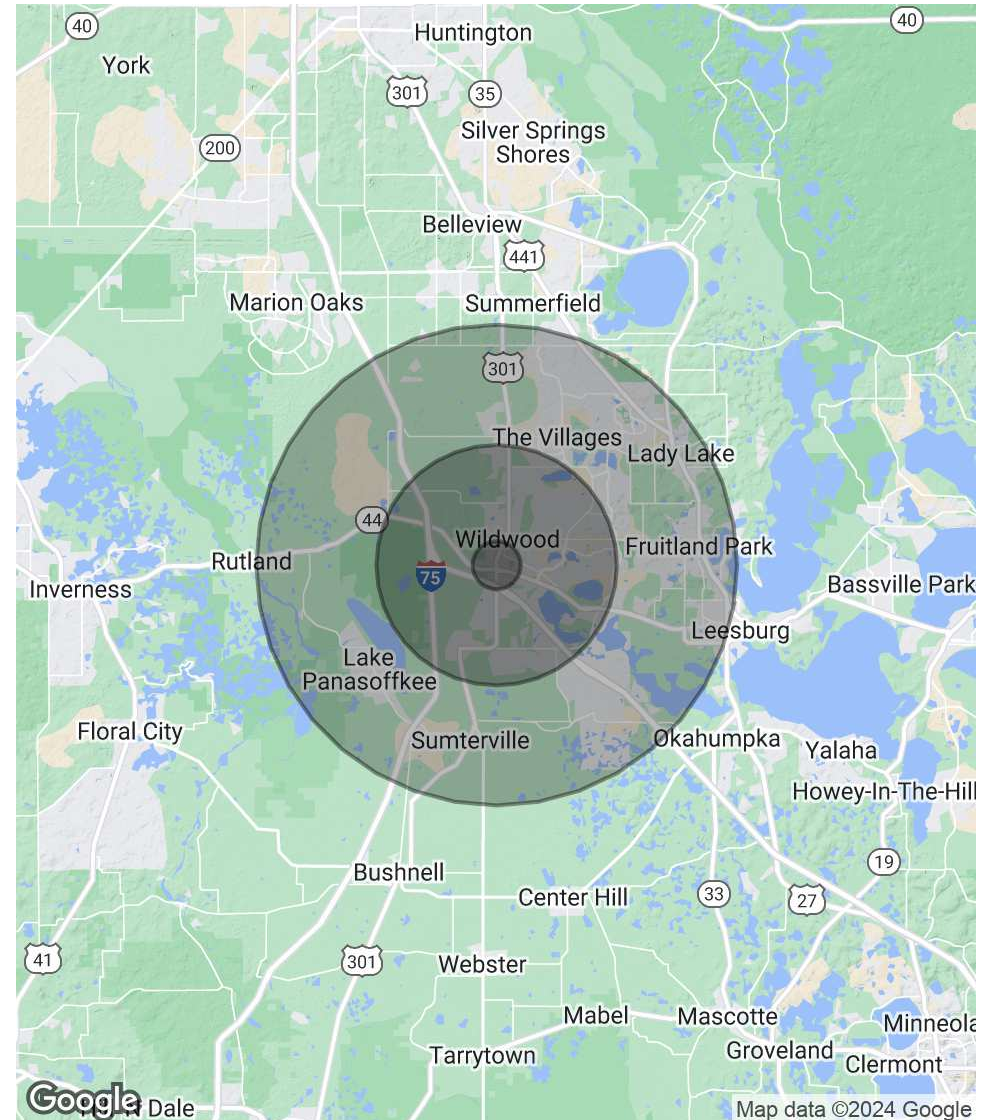 Huntington
40
40
York
301
35
Silver Springs
Shores
200
Belleview
441
Marion Oaks
Summerfield
301
The Villages
Lady Lake
44
Wildwood
Rutland
Fruitland Park
75
Inverness
Bassville Park
Leesburg
Lake
Panasoffkee
Floral City
Sumterville
Okahumpka
Yalaha
Howey-In-The-Hill
Bushnell
19
Center Hill
33
27
41
301
Webster
Mabel
Mascotte
Minneola
Groveland
Tarrytown
Clermont
Google
Dale
Map data ©2024 Google